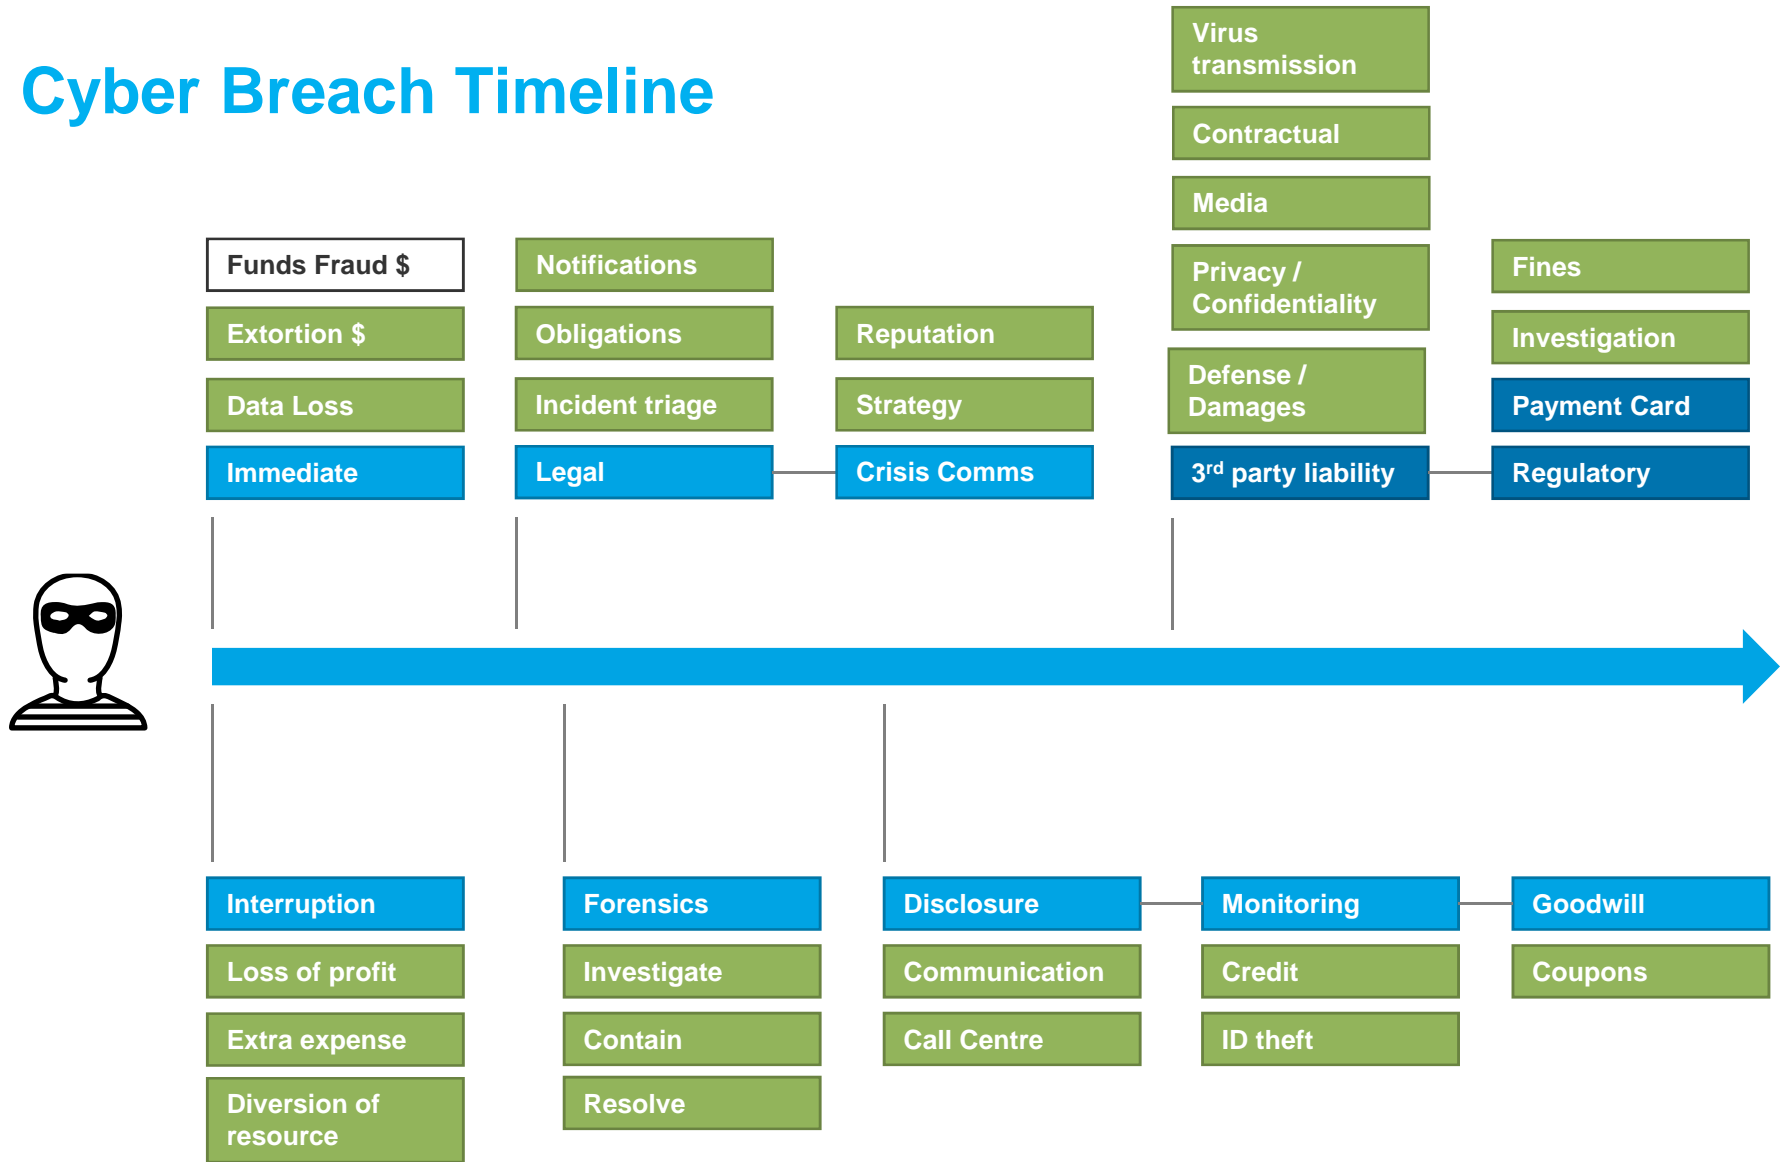 Cyber Breach Timeline
Funds Fraud $
Extortion $
Data Loss
Immediate
Notifications
Obligations
Incident triage
Legal
Reputation
Strategy
Crisis Comms
Virus
transmission
Contractual
Media
Privacy /
Confidentiality
Defense /
Damages
3rd party liability
Fines
Investigation
Payment Card
Regulatory
Interruption
Loss of profit
Extra expense
Diversion of
resource
Forensics
Investigate
Contain
Resolve
Disclosure
Communication
Call Centre
Monitoring
Credit
ID theft
Goodwill
Coupons